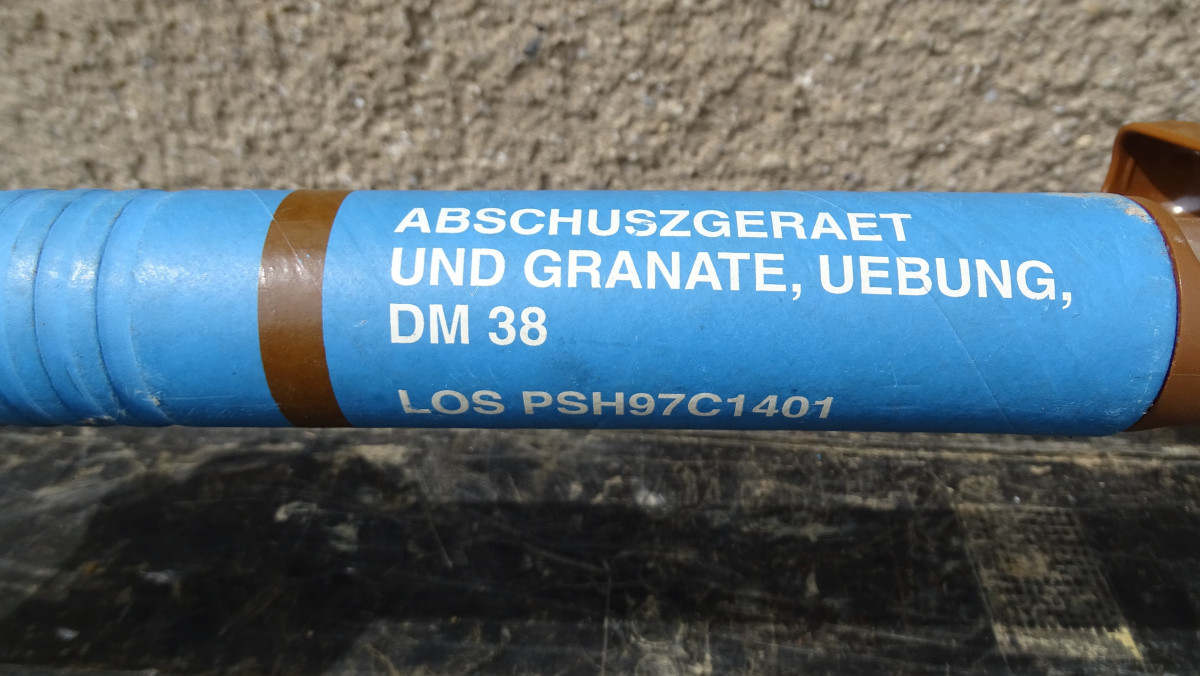 ABSCHUSZGERAET
UND GRANATE, UEBUNG,
DM 38
LOS PSH97C1401